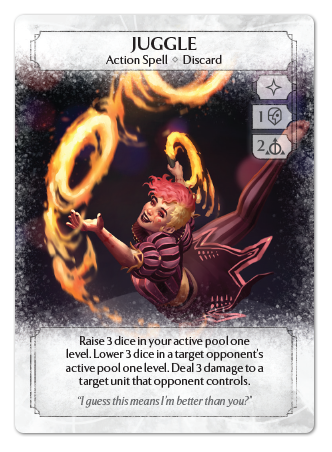 JUGGLE
Action Spell ⟐ Discard
1
2
Raise 3 dice in your active pool one
level. Lower 3 dice in a target opponent's
active pool one level. Deal 3 damage to a
target unit that opponent controls.
"I guess this means I'm better than you?"